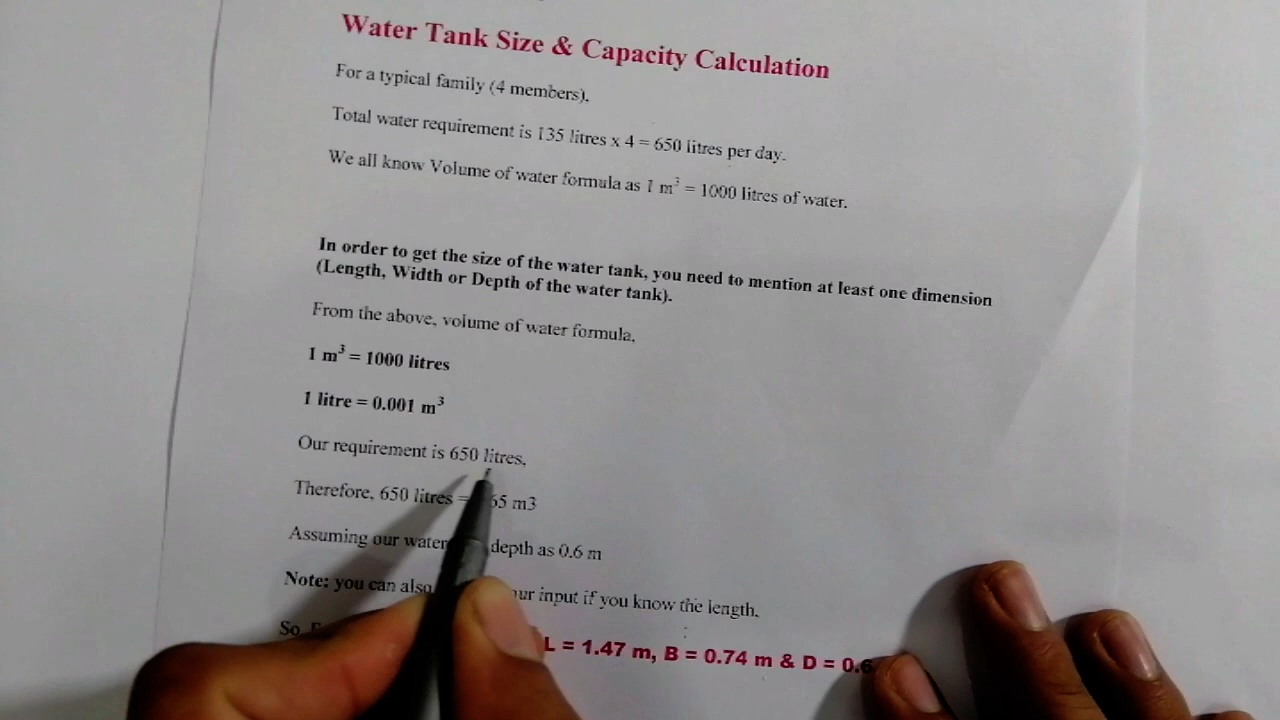 Water Tank Size & Capacity Calculation
For a typical family (4 members),
Total water requirement is 135 litres x 4 = 650 litres per day.
We all know Volume of water formula as 1 m³ = 1000 litres of water.
In order to get the size of the water tank, you need to mention at least one dimension
(Length, Width or Depth of the water tank).
From the above, volume of water formula,
1 m³ = 1000 litres
1 litre = 0.001 m³
Our requirement is 650 litres,
Therefore, 650 litres = 65 m3
Assuming our water depth as 0.6 m
Note: you can also input if you know the length,
So, L = 1.47 m, B = 0.74 m & D = 0.6